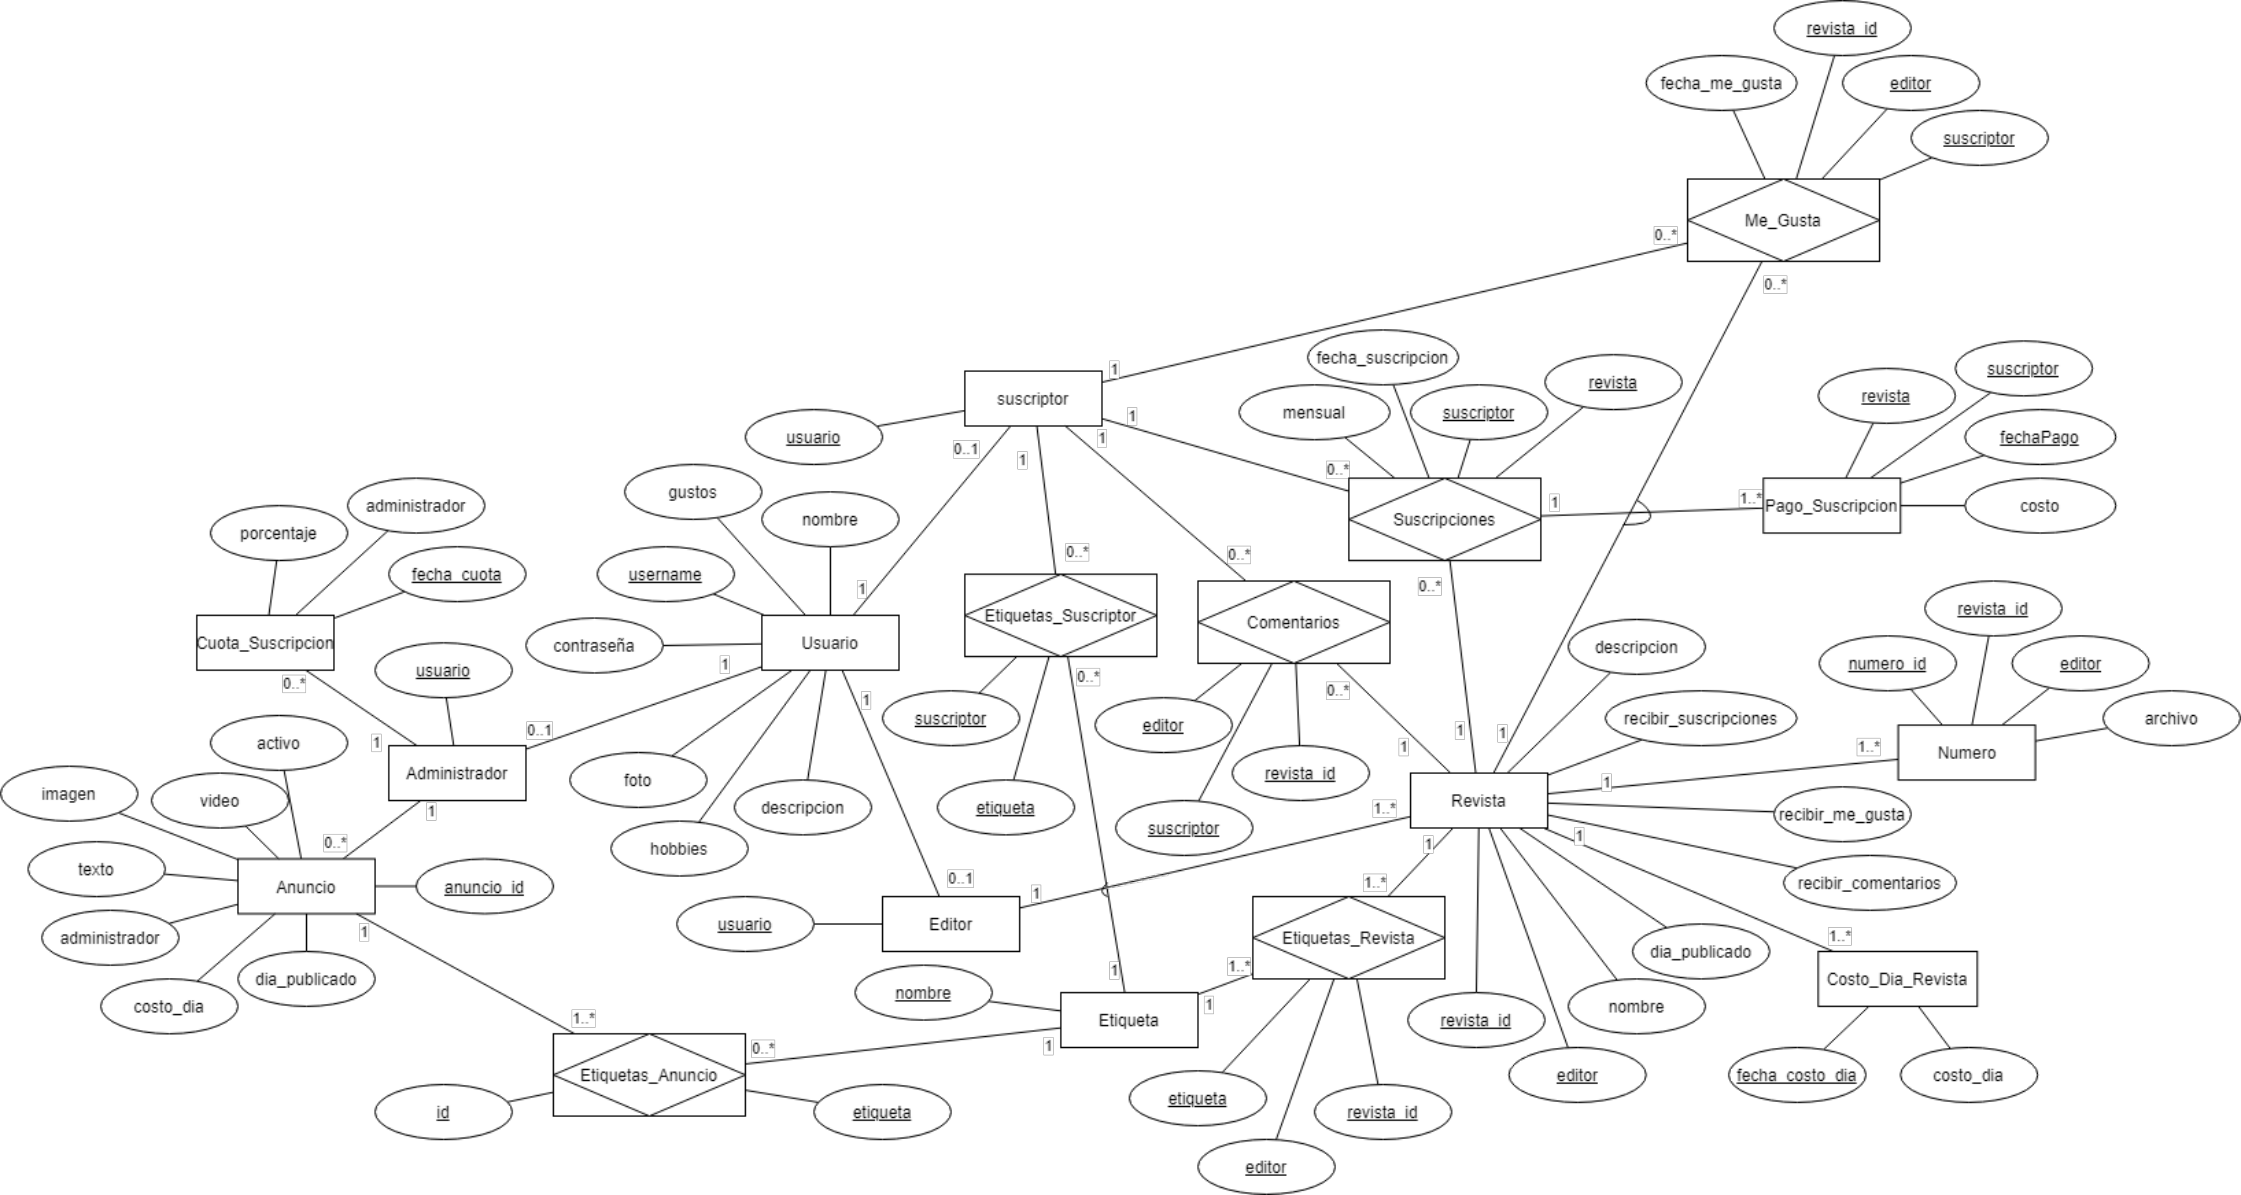 revista_id
fecha_me_gusta
editor
suscriptor
Me_Gusta
0..*
0..*
fecha_suscripcion
suscriptor
revista
suscriptor
1
revista
mensual
suscriptor
1
usuario
fechaPago
1
0..1
1
0..*
gustos
1..*
1
Pago_Suscripcion
costo
administrador
nombre
Suscripciones
porcentaje
0..*
0..*
username
fecha_cuota
0..*
1
revista_id
Etiquetas_Suscriptor
Comentarios
Cuota_Suscripcion
Usuario
contraseña
descripcion
1
numero_id
editor
usuario
0..*
0..*
0..*
1
suscriptor
editor
recibir_suscripciones
archivo
0..1
1
1
activo
1
1
1..*
Numero
Administrador
revista_id
foto
1
imagen
video
descripcion
etiqueta
Revista
1..*
1
recibir_me_gusta
suscriptor
1
0..*
hobbies
1
texto
0..1
1..*
recibir_comentarios
Anuncio
anuncio_id
1
usuario
Editor
administrador
1
Etiquetas_Revista
1..*
dia_publicado
1..*
1
dia_publicado
Costo_Dia_Revista
costo_dia
nombre
1
nombre
1..*
Etiqueta
revista_id
0..*
1
Etiquetas_Anuncio
editor
fecha_costo_dia
costo_dia
id
etiqueta
etiqueta
revista_id
editor